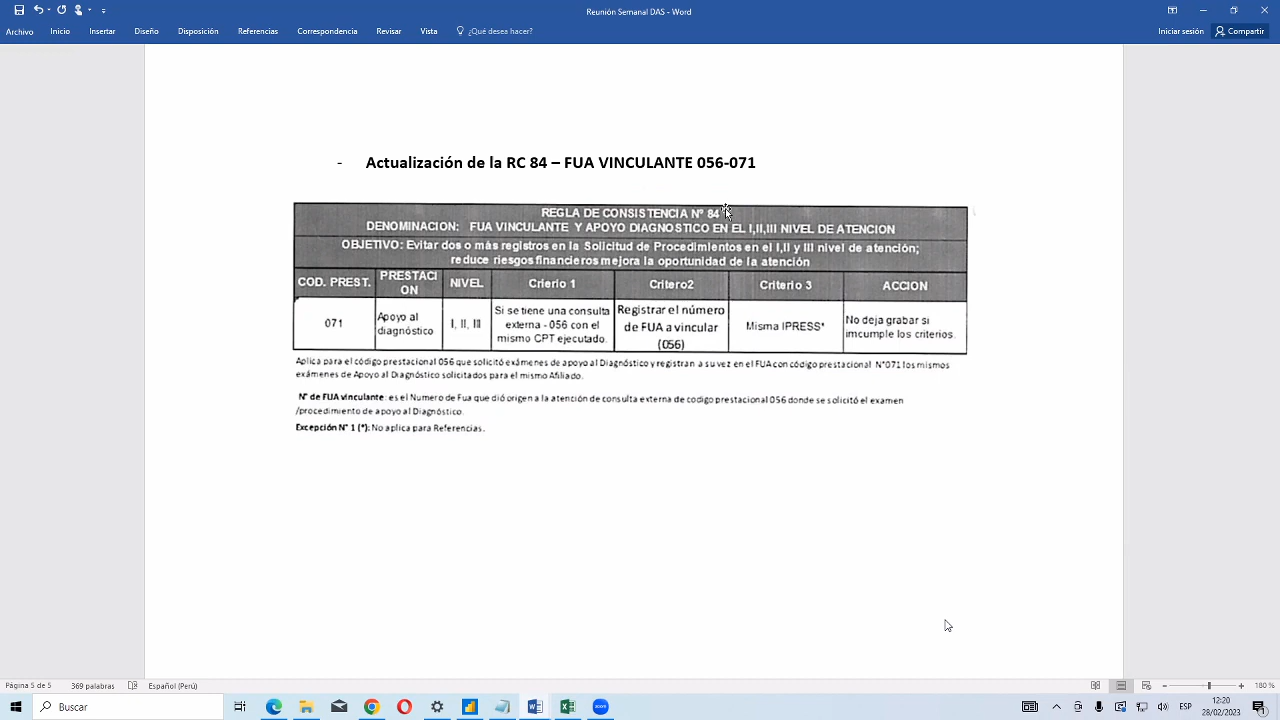 Reunión Semanal DAS - Word
Archivo Inicio Insertar Diseño Disposición Referencias Correspondencia Revisar Vista ¿Qué desea hacer? Iniciar sesión Compartir
- Actualización de la RC 84 – FUA VINCULANTE 056-071
REGLA DE CONSISTENCIA N° 84
DENOMINACION: FUA VINCULANTE Y APOYO DIAGNOSTICO EN EL I,II,III NIVEL DE ATENCION
OBJETIVO: Evitar dos o más registros en la Solicitud de Procedimientos en el I,II y III nivel de atención;
reduce riesgos financieros mejora la oportunidad de la atención
COD. PREST. PRESTACI ON NIVEL Crierio 1 Critero2 Criterio 3 ACCION
071 Apoyo al diagnóstico I, II, III Si se tiene una consulta externa - 056 con el mismo CPT ejecutado. Registrar el número de FUA a vincular (056) Misma IPRESS* No deja grabar si imcumple los criterios.
Aplica para el código prestacional 056 que solicitó exámenes de apoyo al Diagnóstico y registran a su vez en el FUA con código prestacional N°071 los mismos
exámenes de Apoyo al Diagnóstico solicitados para el mismo Afiliado.
N° de FUA vinculante: es el Numero de Fua que dió origen a la atención de consulta externa de codigo prestacional 056 donde se solicitó el examen
/procedimiento de apoyo al Diagnóstico.
Excepción N° 1 (*): No aplica para Referencias.
Página 5 de 5 369 palabras Español (Perú) 180 %
Buscar
zoom
ESP
12:20
28/02/2023